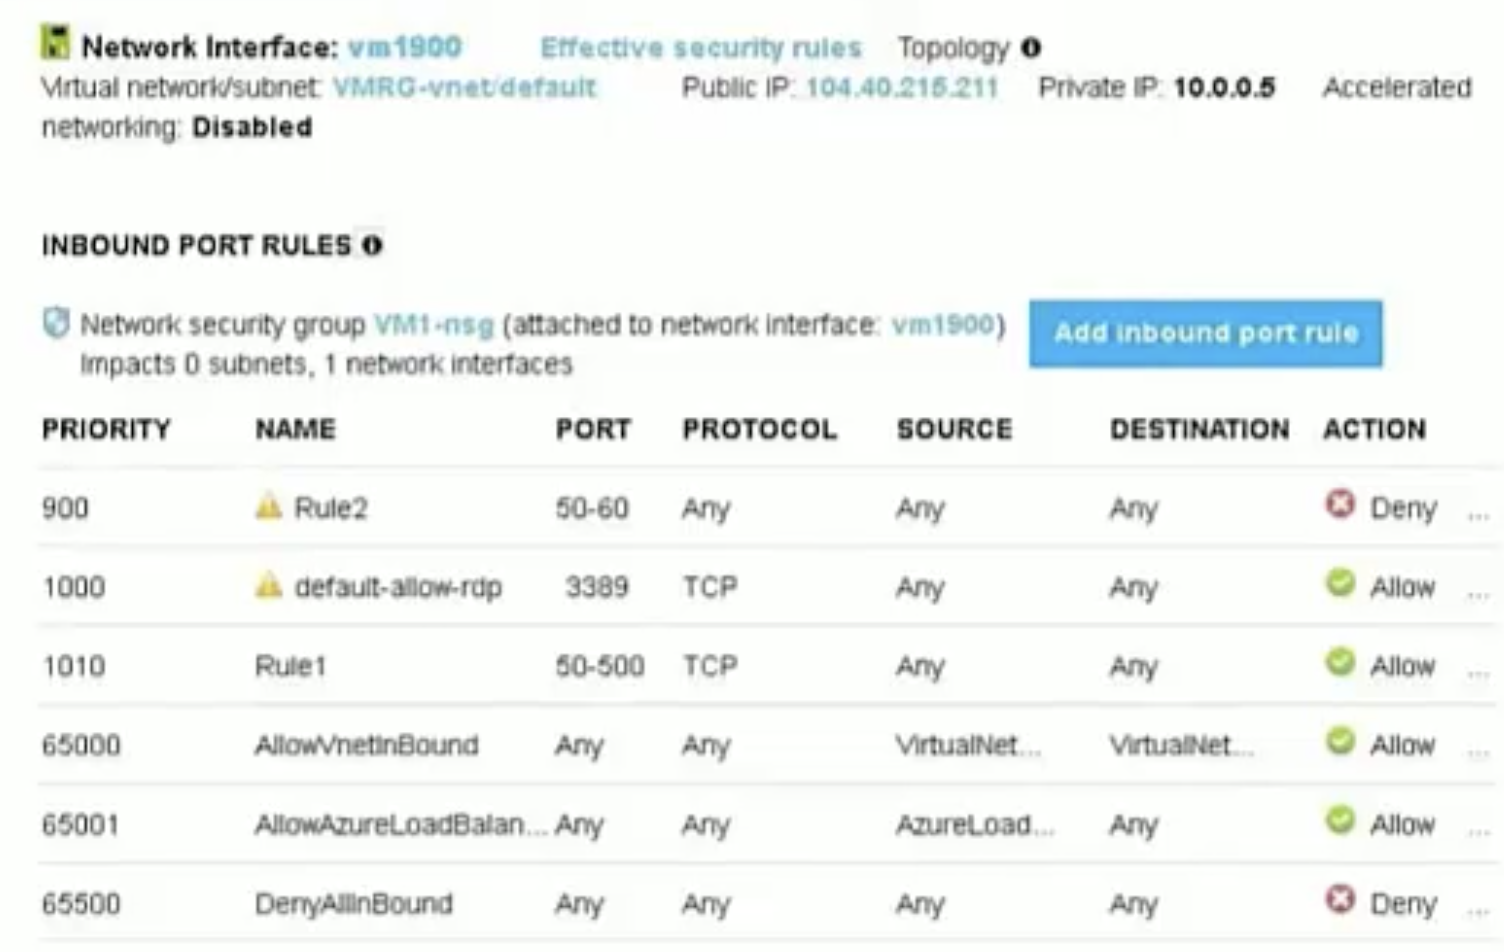 Network Interface: vm1900 Effective security rules Topology
Virtual network/subnet: VMRG-vnet/default Public IP: 104.40.215.211 Private IP: 10.0.0.5 Accelerated
networking: Disabled
INBOUND PORT RULES
Network security group VM1-nsg (attached to network interface: vm1900) Add inbound port rule
Impacts 0 subnets, 1 network interfaces
PRIORITY NAME PORT PROTOCOL SOURCE DESTINATION ACTION
900 Rule2 50-60 Any Any Any Deny ...
1000 default-allow-rdp 3389 TCP Any Any Allow ...
1010 Rule1 50-500 TCP Any Any Allow ...
65000 AllowVnetInBound Any Any VirtualNet... VirtualNet... Allow ...
65001 AllowAzureLoadBalan... Any Any AzureLoad... Any Allow ...
65500 DenyAllInBound Any Any Any Any Deny ...